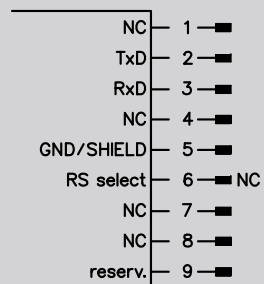 NC 1
TxD 2
RxD 3
NC 4
GND/SHIELD 5
RS select 6 NC
NC 7
NC 8
reserv. 9